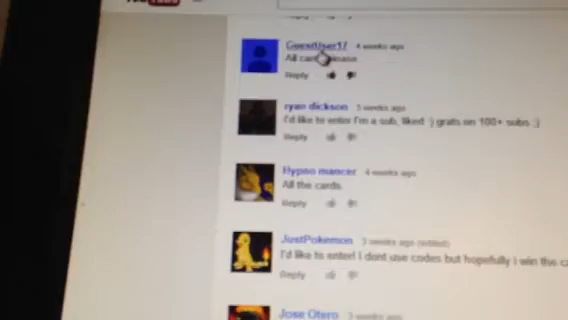 YouTube
GuestUser17 4 weeks ago
All cards please
Reply
ryan dickson 5 weeks ago
I'd like to enter I'm a sub, liked :) grats on 100+ subs :)
Reply
Hypno mancer 4 weeks ago
All the cards.
Reply
JustPokemon 3 weeks ago (edited)
I'd like to enter! I dont use codes but hopefully i win the
Reply
Jose Otero 3 weeks ago